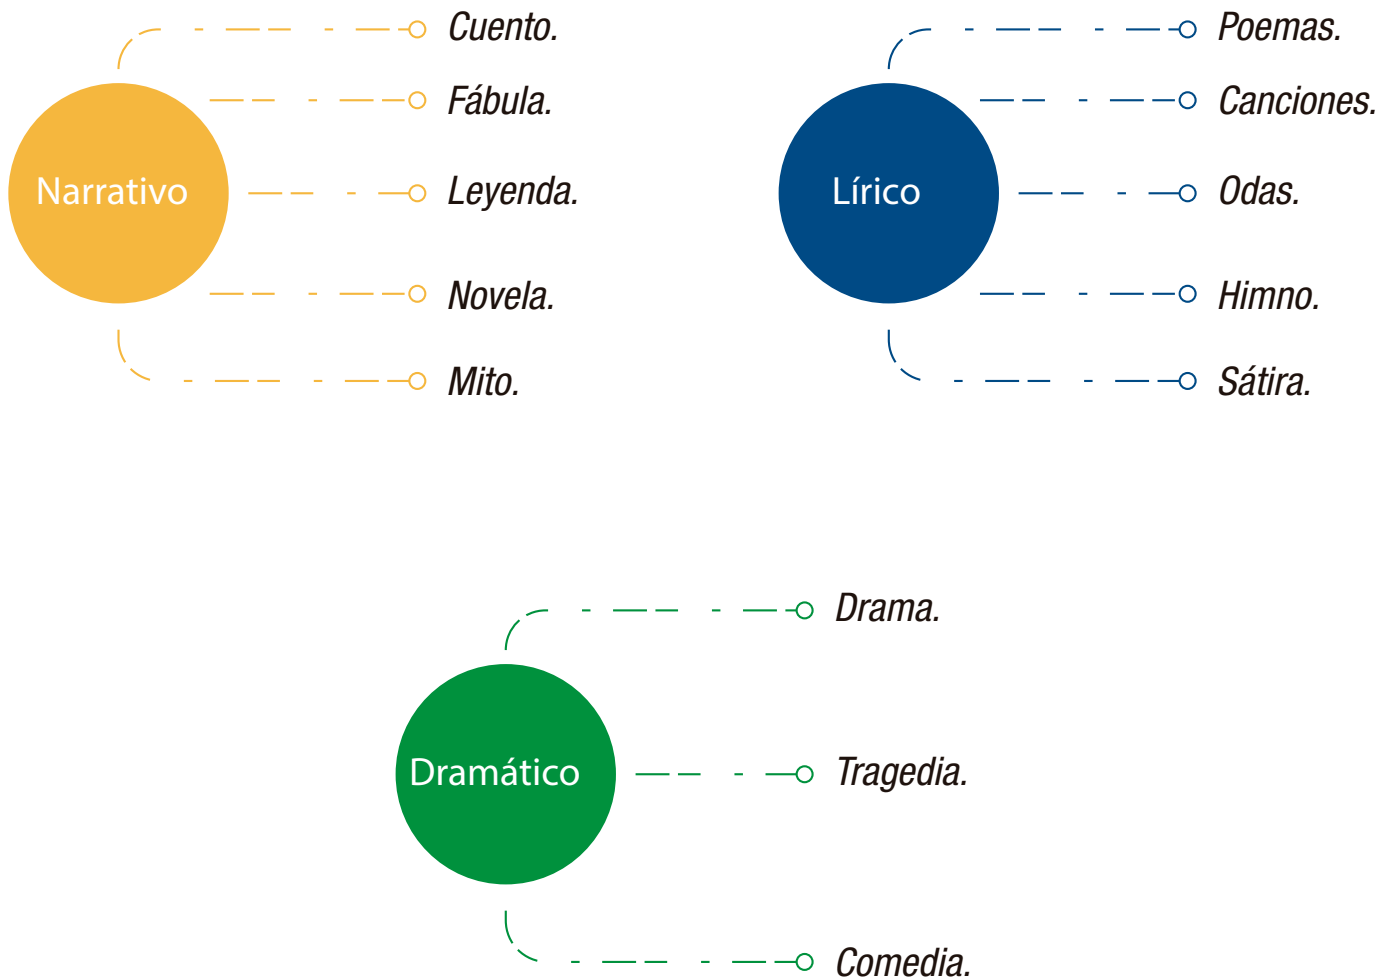 Narrativo
Cuento.
Fábula.
Leyenda.
Novela.
Mito.
Lírico
Poemas.
Canciones.
Odas.
Himno.
Sátira.
Dramático
Drama.
Tragedia.
Comedia.